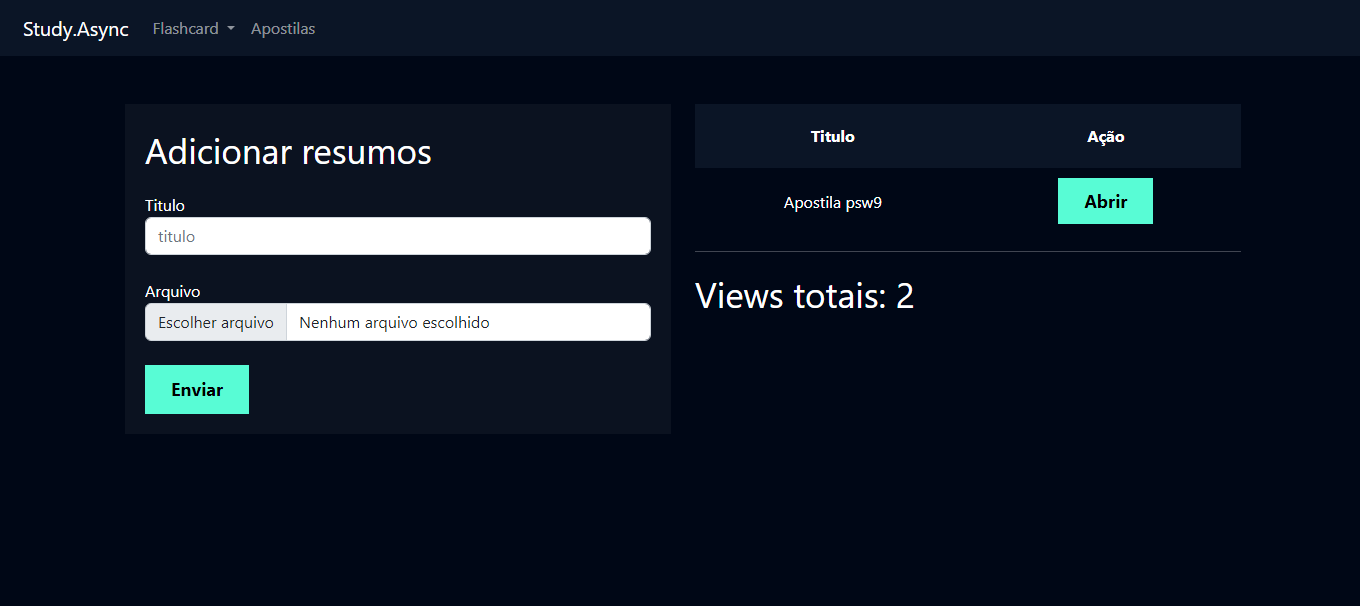 Study.Async Flashcard Apostilas
Adicionar resumos
Titulo
titulo
Arquivo
Escolher arquivo Nenhum arquivo escolhido
Enviar
Titulo Ação
Apostila psw9 Abrir
Views totais: 2